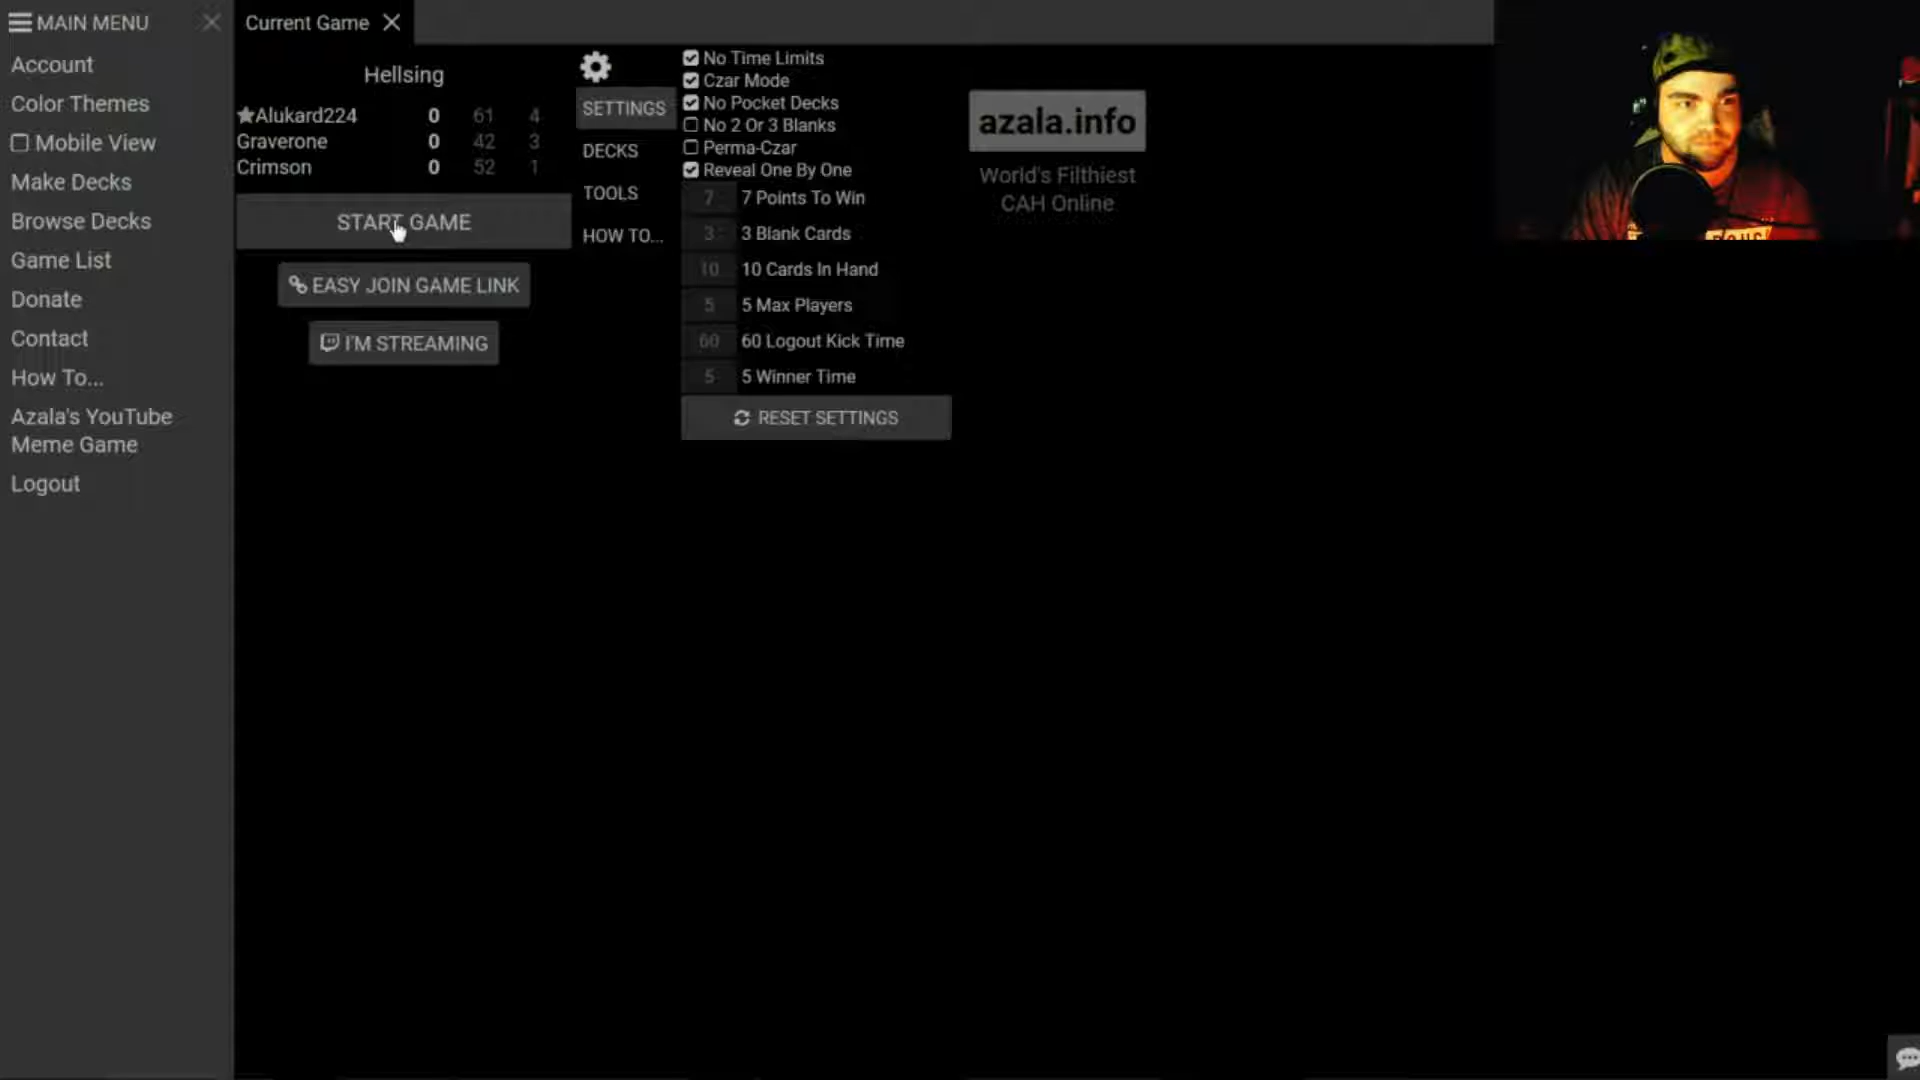 MAIN MENU
Account
Color Themes
Mobile View
Make Decks
Browse Decks
Game List
Donate
Contact
How To...
Azala's YouTube
Meme Game
Logout
Current Game
Hellsing
Alukard224 0 61 4
Graverone 0 42 3
Crimson 0 52 1
START GAME
EASY JOIN GAME LINK
I'M STREAMING
SETTINGS
DECKS
TOOLS
HOW TO...
No Time Limits
Czar Mode
No Pocket Decks
No 2 Or 3 Blanks
Perma-Czar
Reveal One By One
7 7 Points To Win
3 3 Blank Cards
10 10 Cards In Hand
5 5 Max Players
60 60 Logout Kick Time
5 5 Winner Time
RESET SETTINGS
azala.info
World's Filthiest
CAH Online